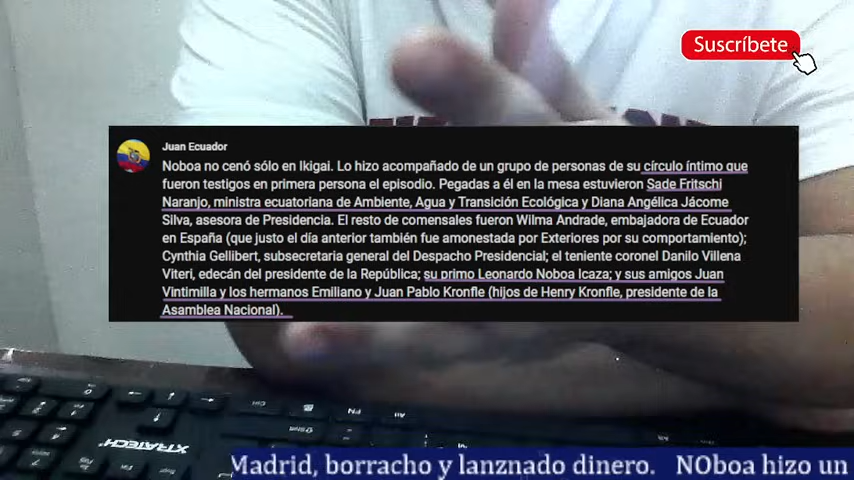 Suscríbete
Juan Ecuador
Noboa no cenó sólo en Ikigai. Lo hizo acompañado de un grupo de personas de su círculo íntimo que
fueron testigos en primera persona el episodio. Pegadas a él en la mesa estuvieron Sade Fritschi
Naranjo, ministra ecuatoriana de Ambiente, Agua y Transición Ecológica y Diana Angélica Jácome
Silva, asesora de Presidencia. El resto de comensales fueron Wilma Andrade, embajadora de Ecuador
en España (que justo el día anterior también fue amonestada por Exteriores por su comportamiento);
Cynthia Gellibert, subsecretaria general del Despacho Presidencial; el teniente coronel Danilo Villena
Viteri, edecán del presidente de la República; su primo Leonardo Noboa Icaza; y sus amigos Juan
Vintimilla y los hermanos Emiliano y Juan Pablo Kronfle (hijos de Henry Kronfle, presidente de la
Asamblea Nacional).
XTRATECH
Madrid, borracho y lanznado dinero. NOboa hizo un